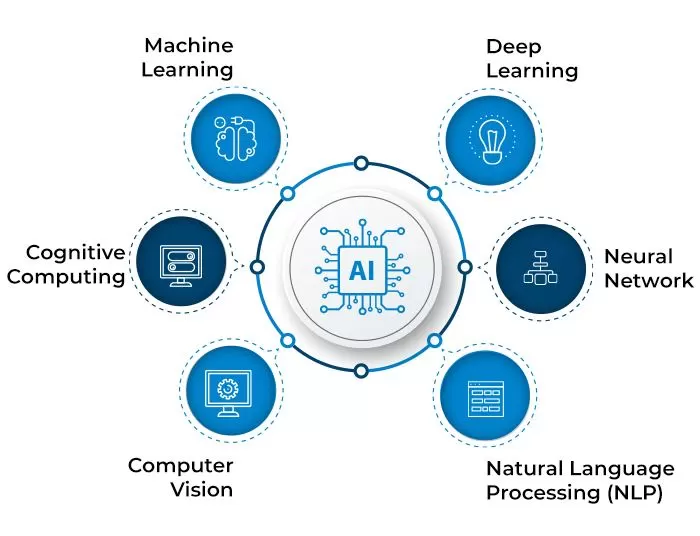 Machine
Learning
Deep
Learning
AI
Cognitive
Computing
Neural
Network
Computer
Vision
Natural Language
Processing (NLP)